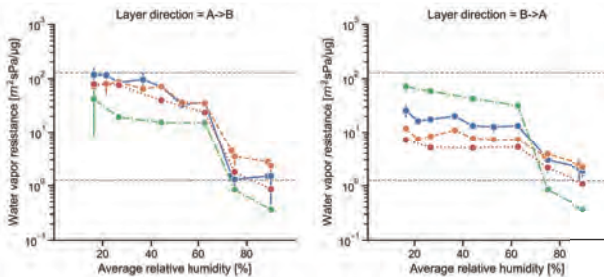 Layer direction = A->B
Water vapor resistance [m²sPa/µg]
10³
10²
10¹
10⁰
10⁻¹
0 20 40 60 80
Average relative humidity [%]
Layer direction = B->A
Water vapor resistance [m²sPa/µg]
10³
10²
10¹
10⁰
10⁻¹
0 20 40 60 80
Average relative humidity [%]